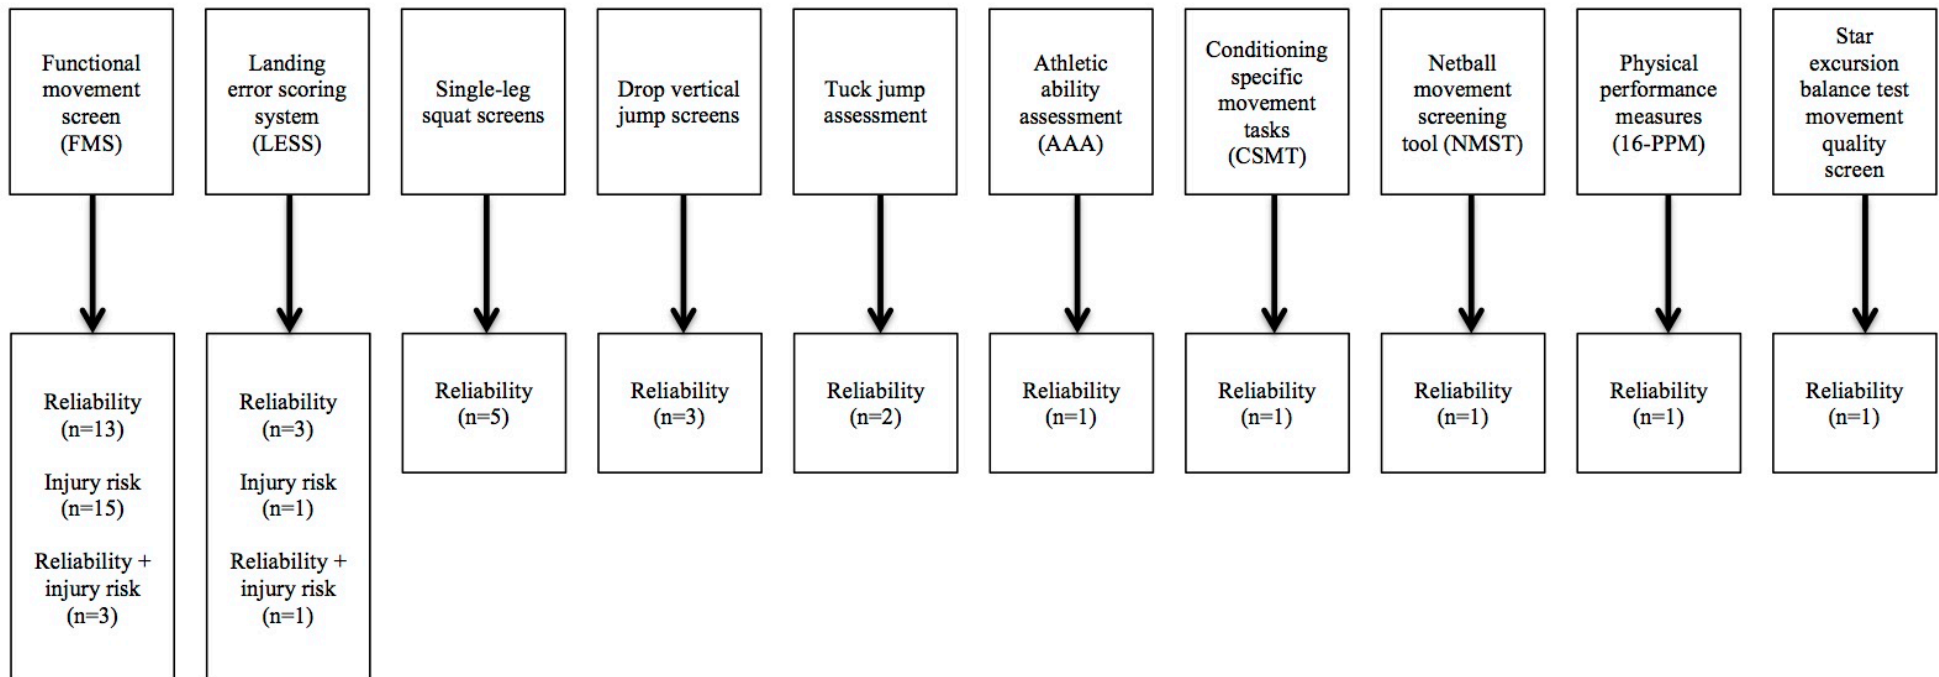 Functional
movement
screen
(FMS)
Landing
error scoring
system
(LESS)
Single-leg
squat screens
Drop vertical
jump screens
Tuck jump
assessment
Athletic
ability
assessment
(AAA)
Conditioning
specific
movement
tasks
(CSMT)
Netball
movement
screening
tool (NMST)
Physical
performance
measures
(16-PPM)
Star
excursion
balance test
movement
quality
screen
Reliability
(n=13)
Injury risk
(n=15)
Reliability +
injury risk
(n=3)
Reliability
(n=3)
Injury risk
(n=1)
Reliability +
injury risk
(n=1)
Reliability
(n=5)
Reliability
(n=3)
Reliability
(n=2)
Reliability
(n=1)
Reliability
(n=1)
Reliability
(n=1)
Reliability
(n=1)
Reliability
(n=1)